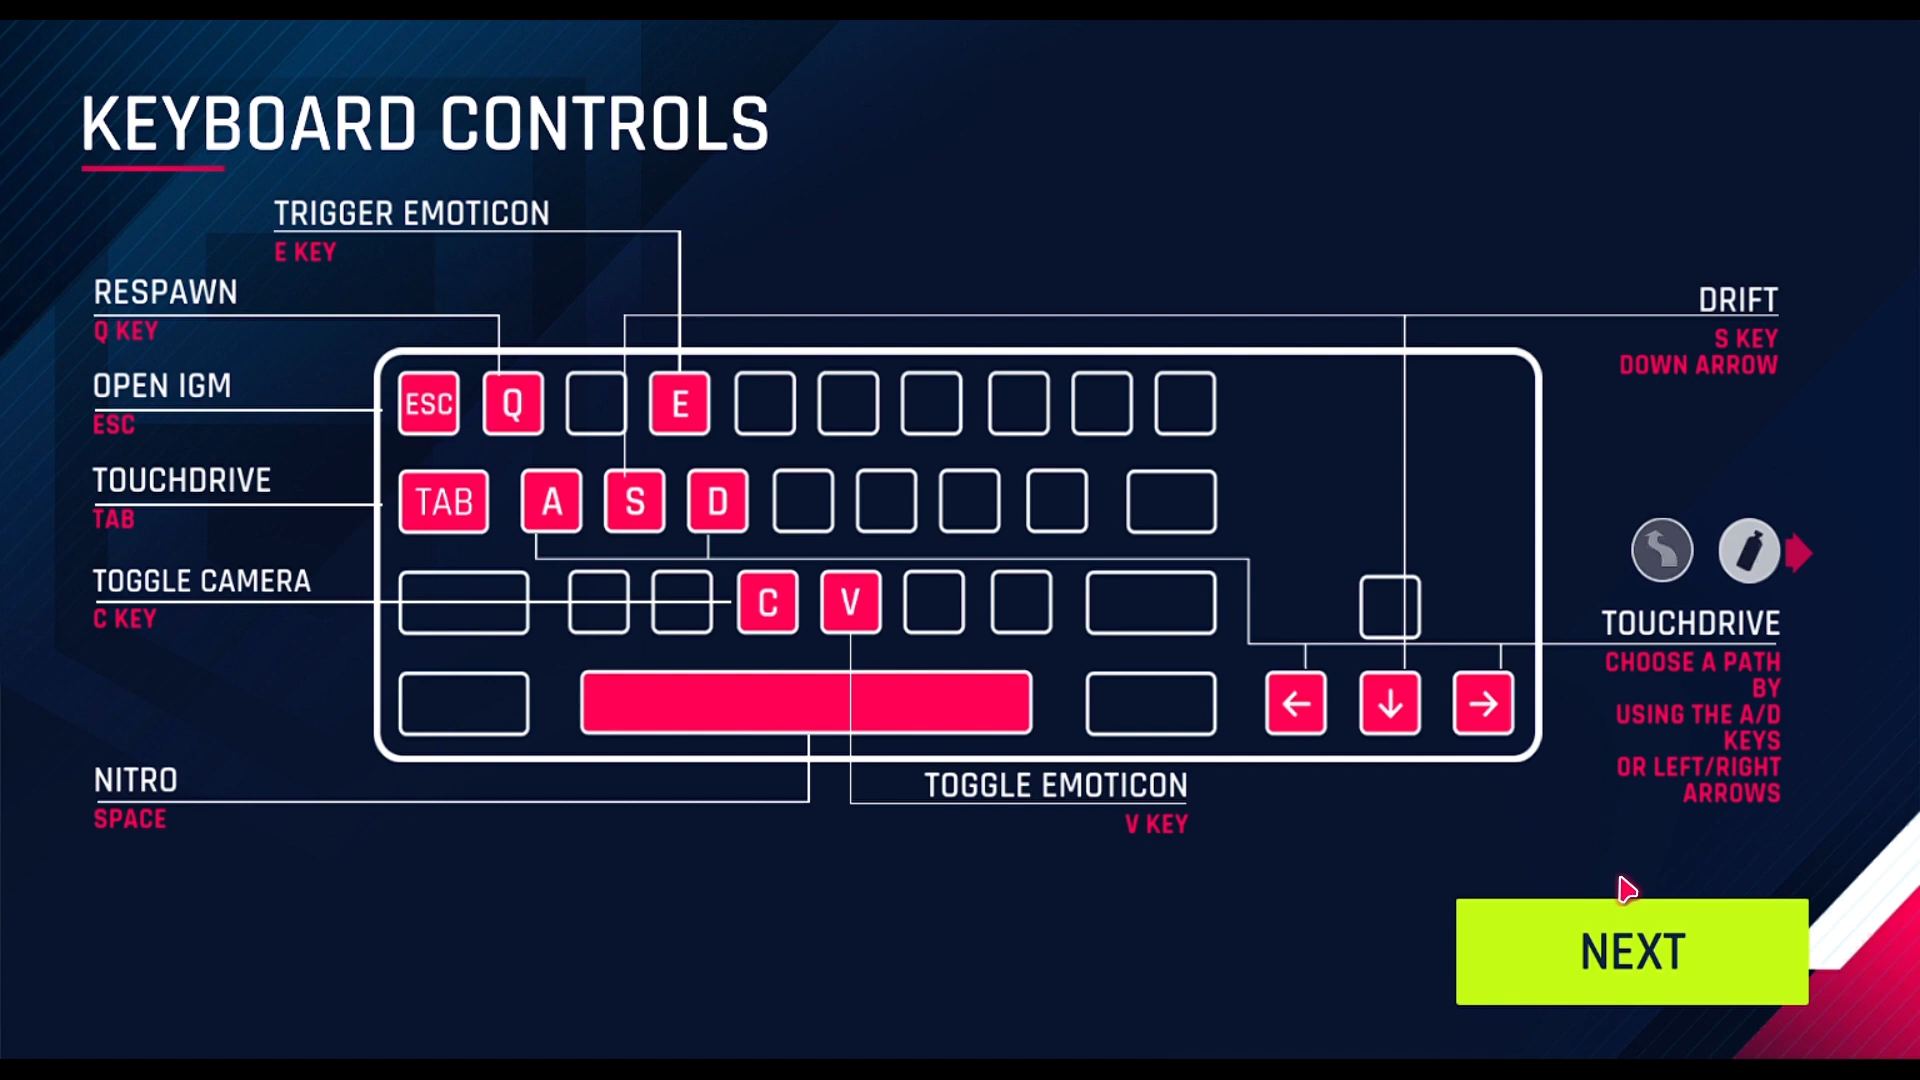 KEYBOARD CONTROLS
TRIGGER EMOTICON
E KEY
RESPAWN
Q KEY
OPEN IGM
ESC
TOUCHDRIVE
TAB
TOGGLE CAMERA
C KEY
NITRO
SPACE
ESC Q E
TAB A S D
C V
← ↓ →
TOGGLE EMOTICON
V KEY
DRIFT
S KEY
DOWN ARROW
TOUCHDRIVE
CHOOSE A PATH
BY
USING THE A/D
KEYS
OR LEFT/RIGHT
ARROWS
NEXT